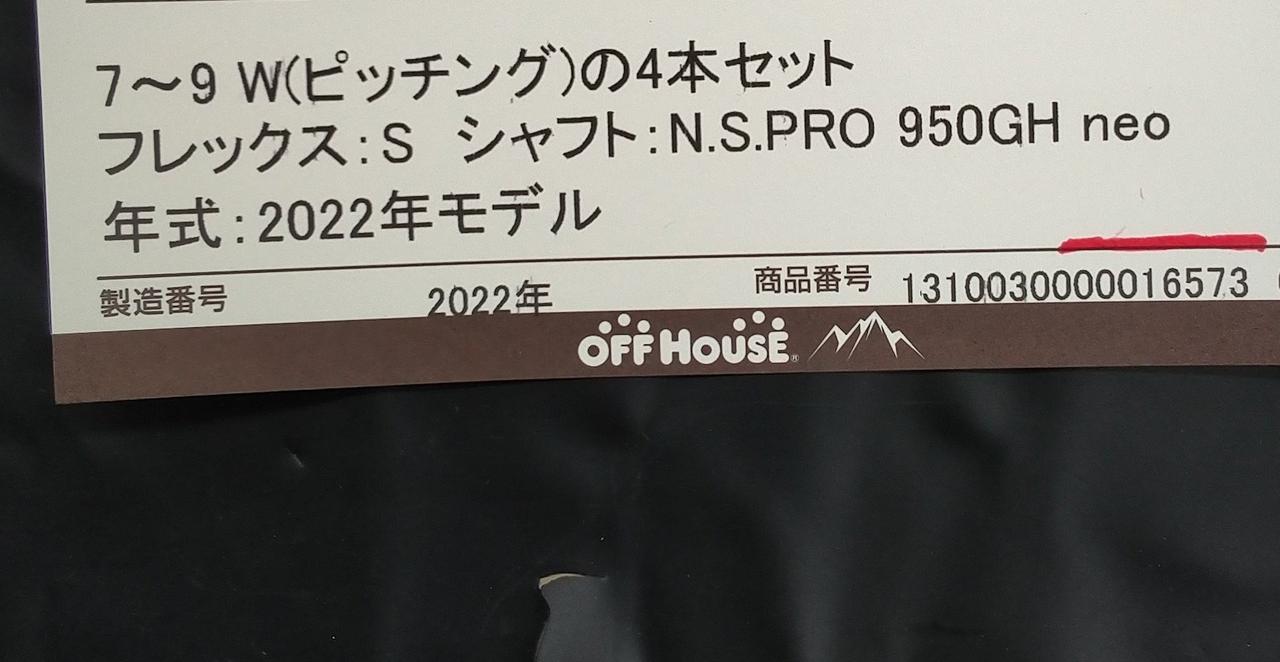 7～9 W(ピッチング)の4本セット
フレックス:S シャフト:N.S.PRO 950GH neo
年式:2022年モデル
製造番号 2022年 商品番号 1310030000016573
OFF HOUSE®